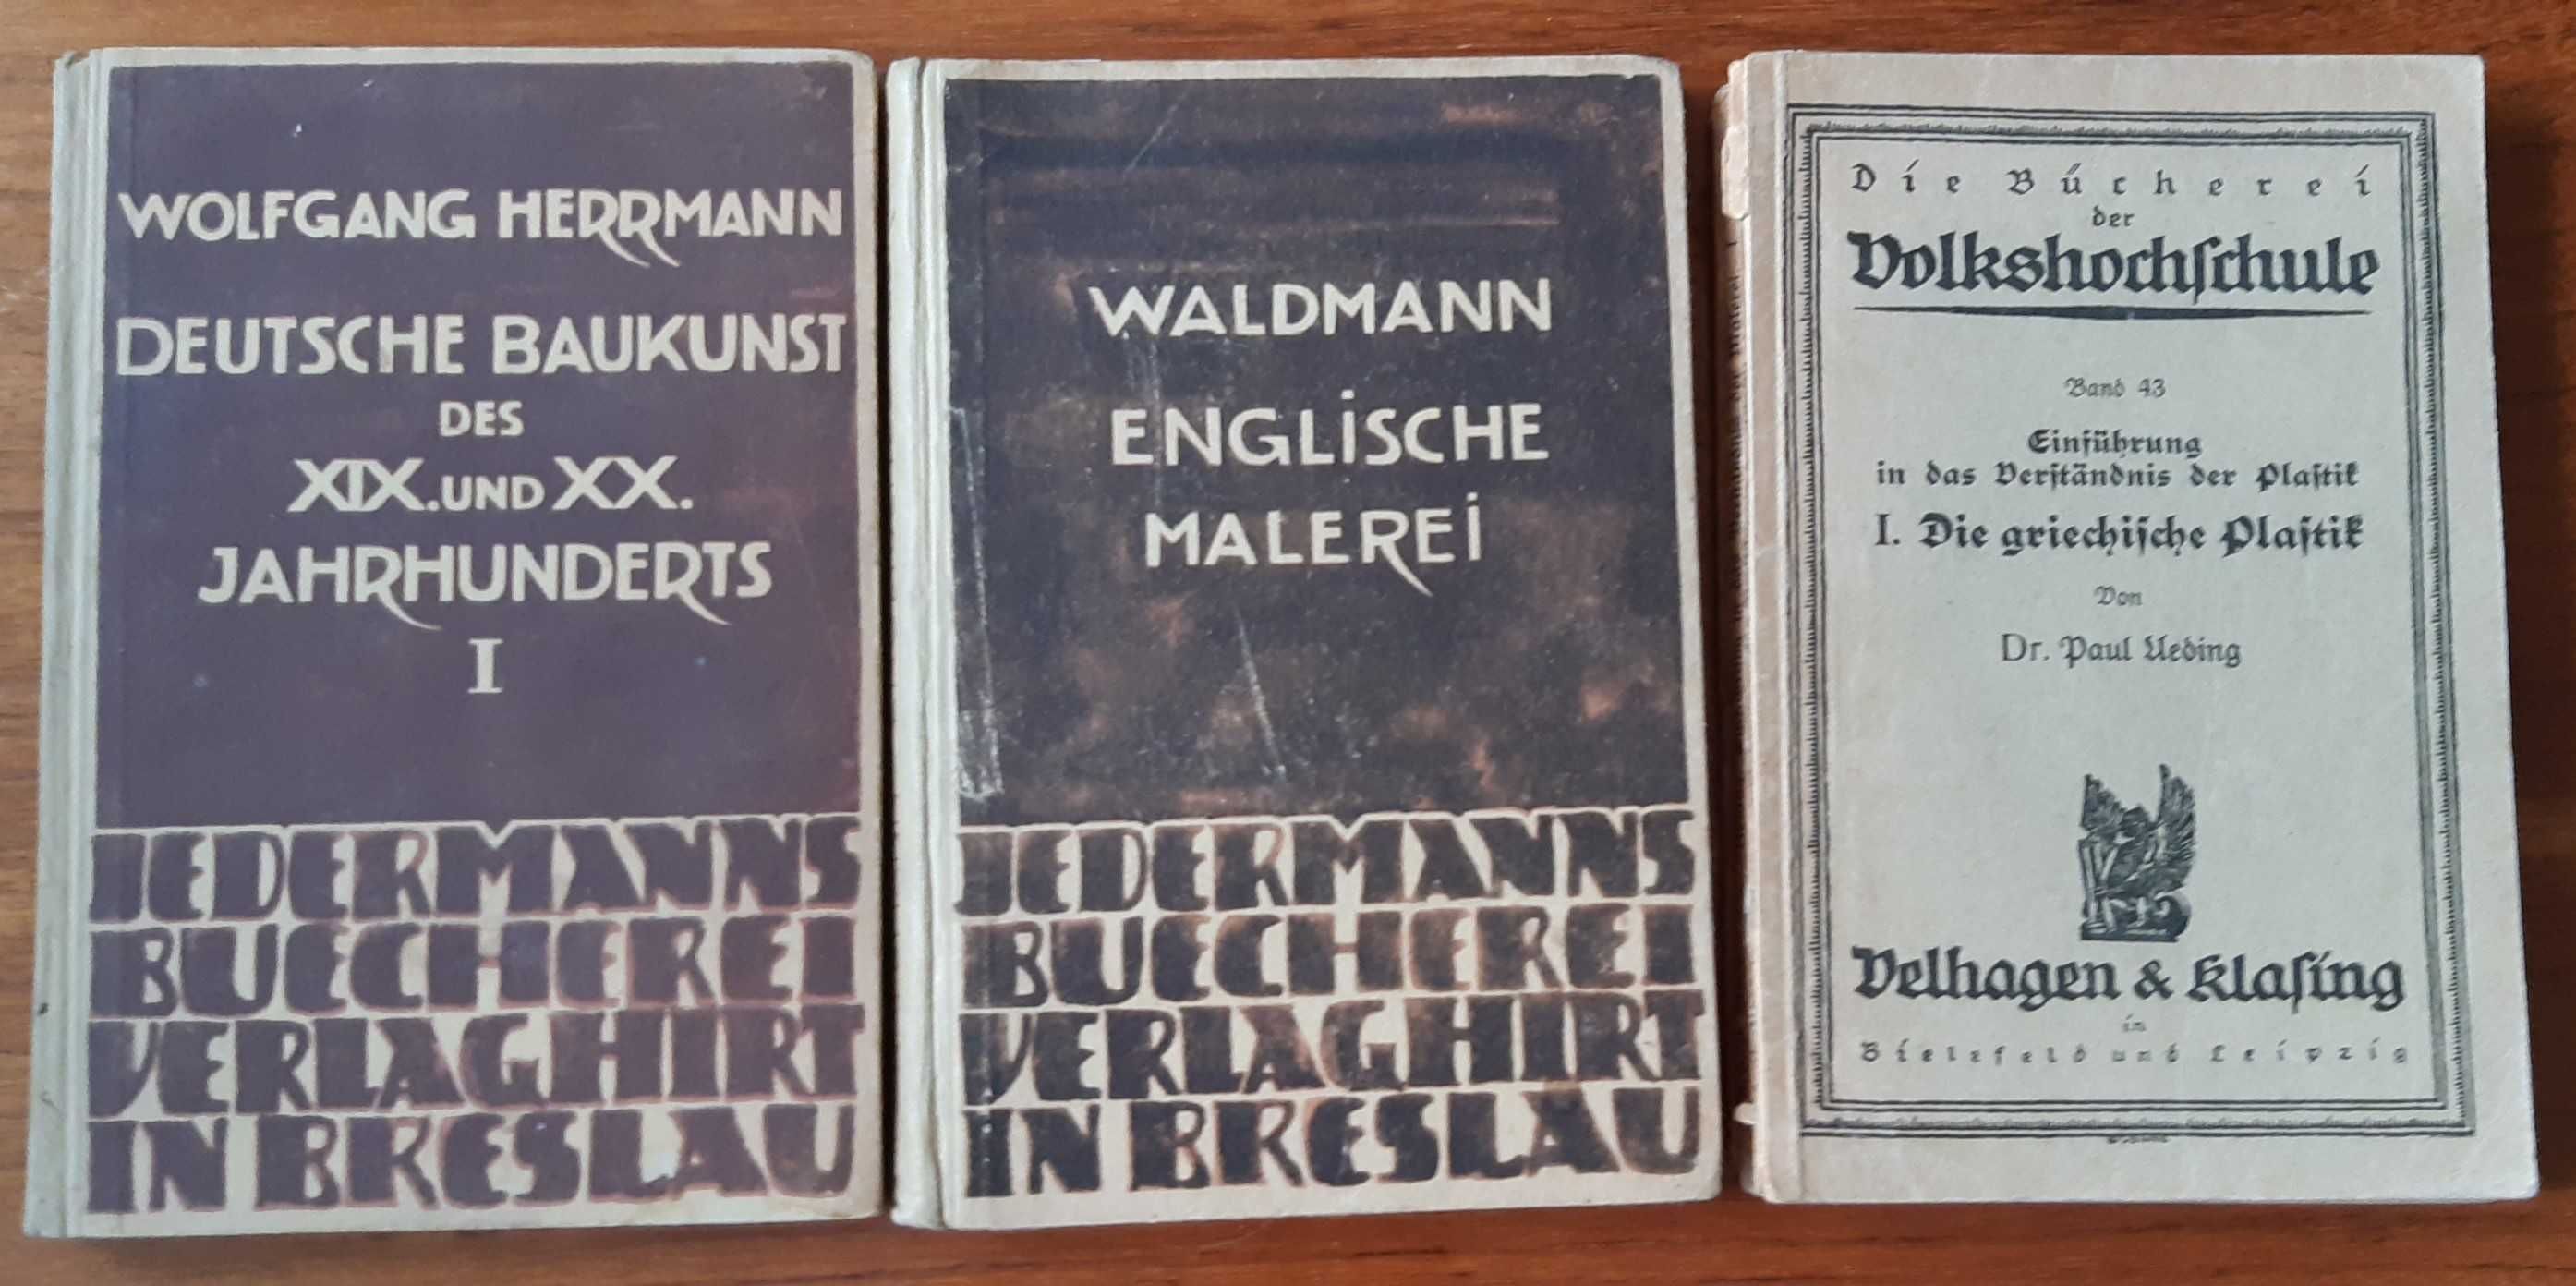 WOLFGANG HERRMANN
DEUTSCHE BAUKUNST
DES
XIX. UND XX.
JAHRHUNDERTS
I
JEDERMANNS
BUECHEREI
VERLAG HIRT
IN BRESLAU
WALDMANN
ENGLISCHE
MALEREI
JEDERMANNS
BUECHEREI
VERLAG HIRT
IN BRESLAU
Die Bücherei
der
Volkshochſchule
Band 43
Einführung
in das Verſtändnis der Plaſtik
I. Die griechiſche Plaſtik
Von
Dr. Paul Ueding
Velhagen & Klaſing
in
Bielefeld und Leipzig